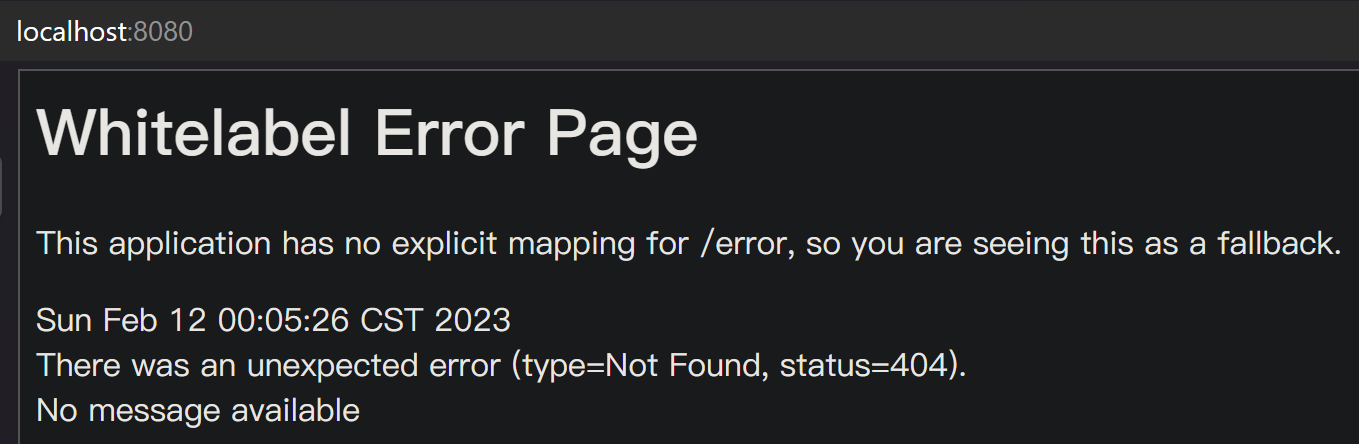 localhost:8080
Whitelabel Error Page
This application has no explicit mapping for /error, so you are seeing this as a fallback.
Sun Feb 12 00:05:26 CST 2023
There was an unexpected error (type=Not Found, status=404).
No message available